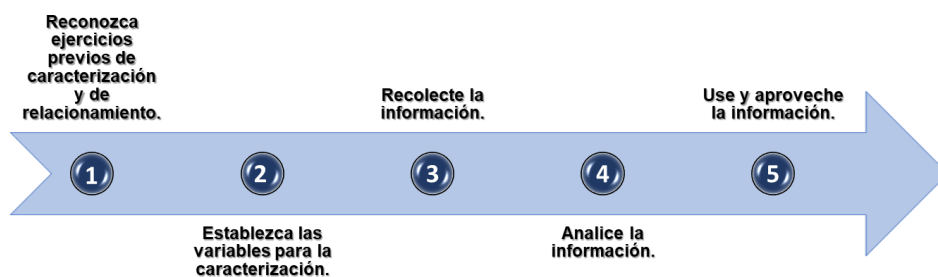 Reconozca
ejercicios
previos de
caracterización
y de
relacionamiento.
1
Establezca las
variables para la
caracterización.
2
Recolecte la
información.
3
Analice la
información.
4
Use y aproveche
la información.
5